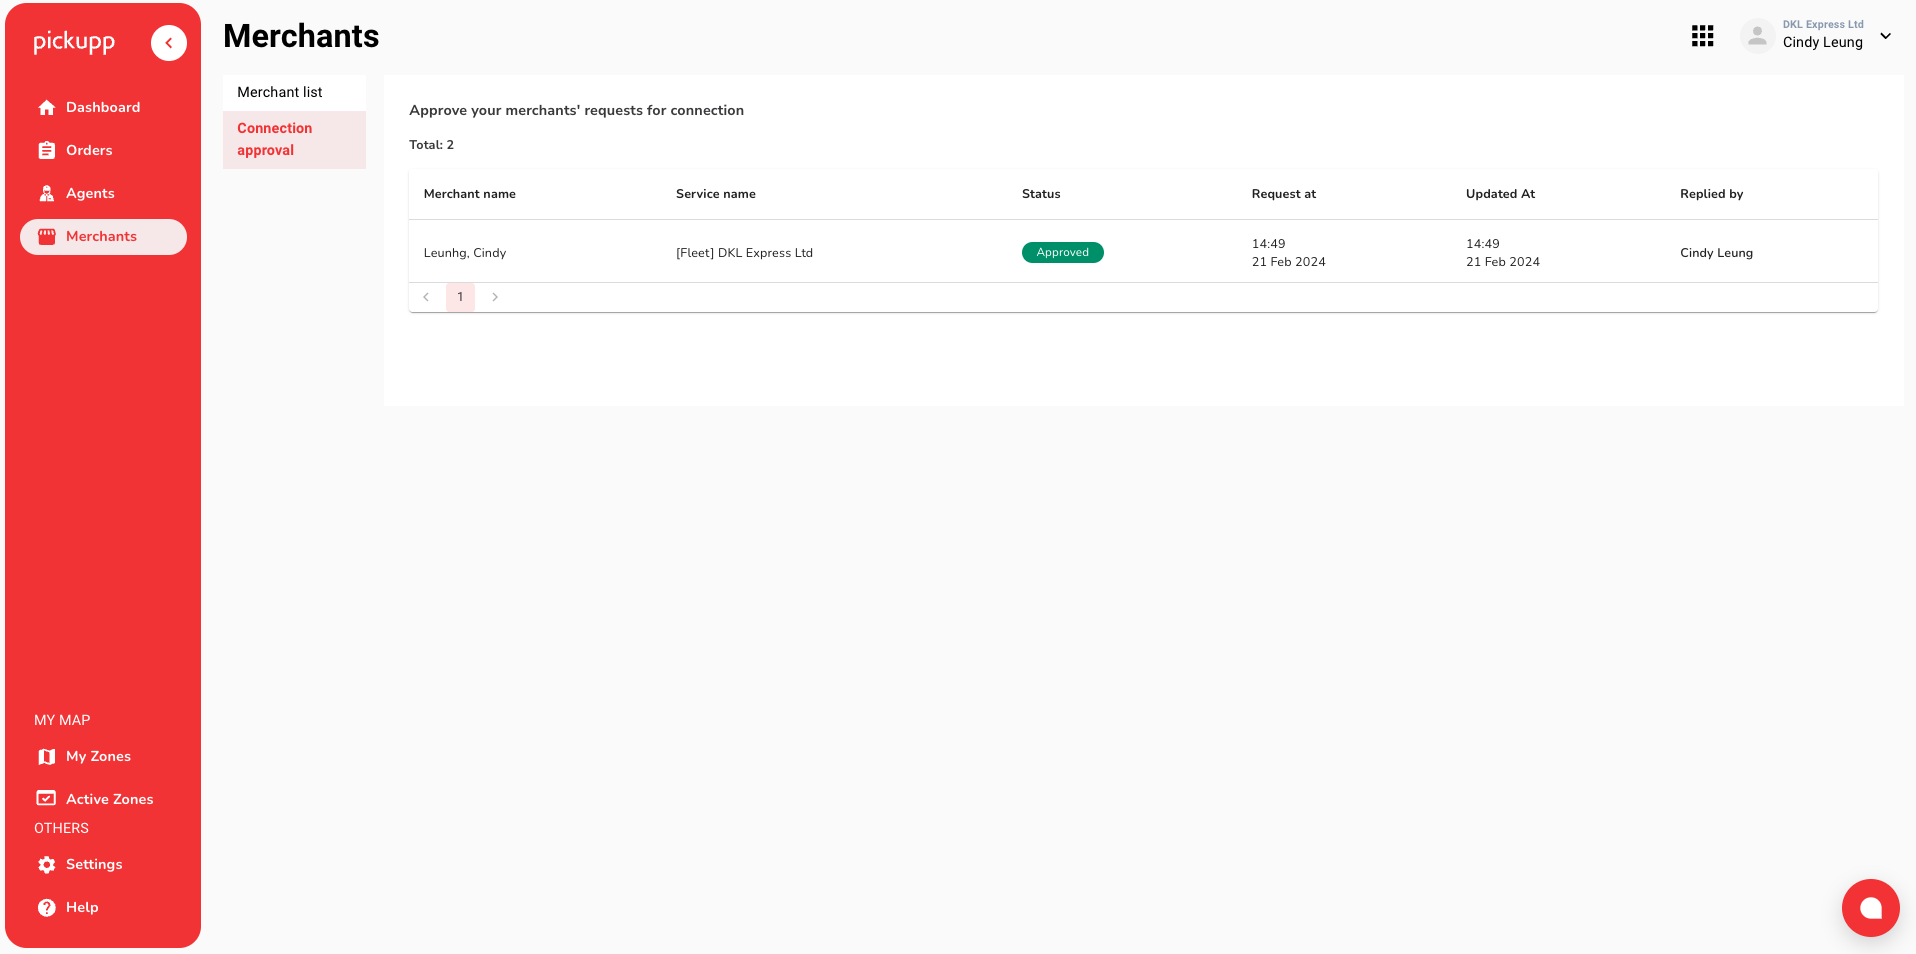 pickupp
Dashboard
Orders
Agents
Merchants
MY MAP
My Zones
Active Zones
OTHERS
Settings
Help
Merchants
DKL Express Ltd
Cindy Leung
Merchant list
Connection
approval
Approve your merchants' requests for connection
Total: 2
Merchant name Service name Status Request at Updated At Replied by
Leunhg, Cindy [Fleet] DKL Express Ltd Approved 14:49 14:49 Cindy Leung
21 Feb 2024 21 Feb 2024
1